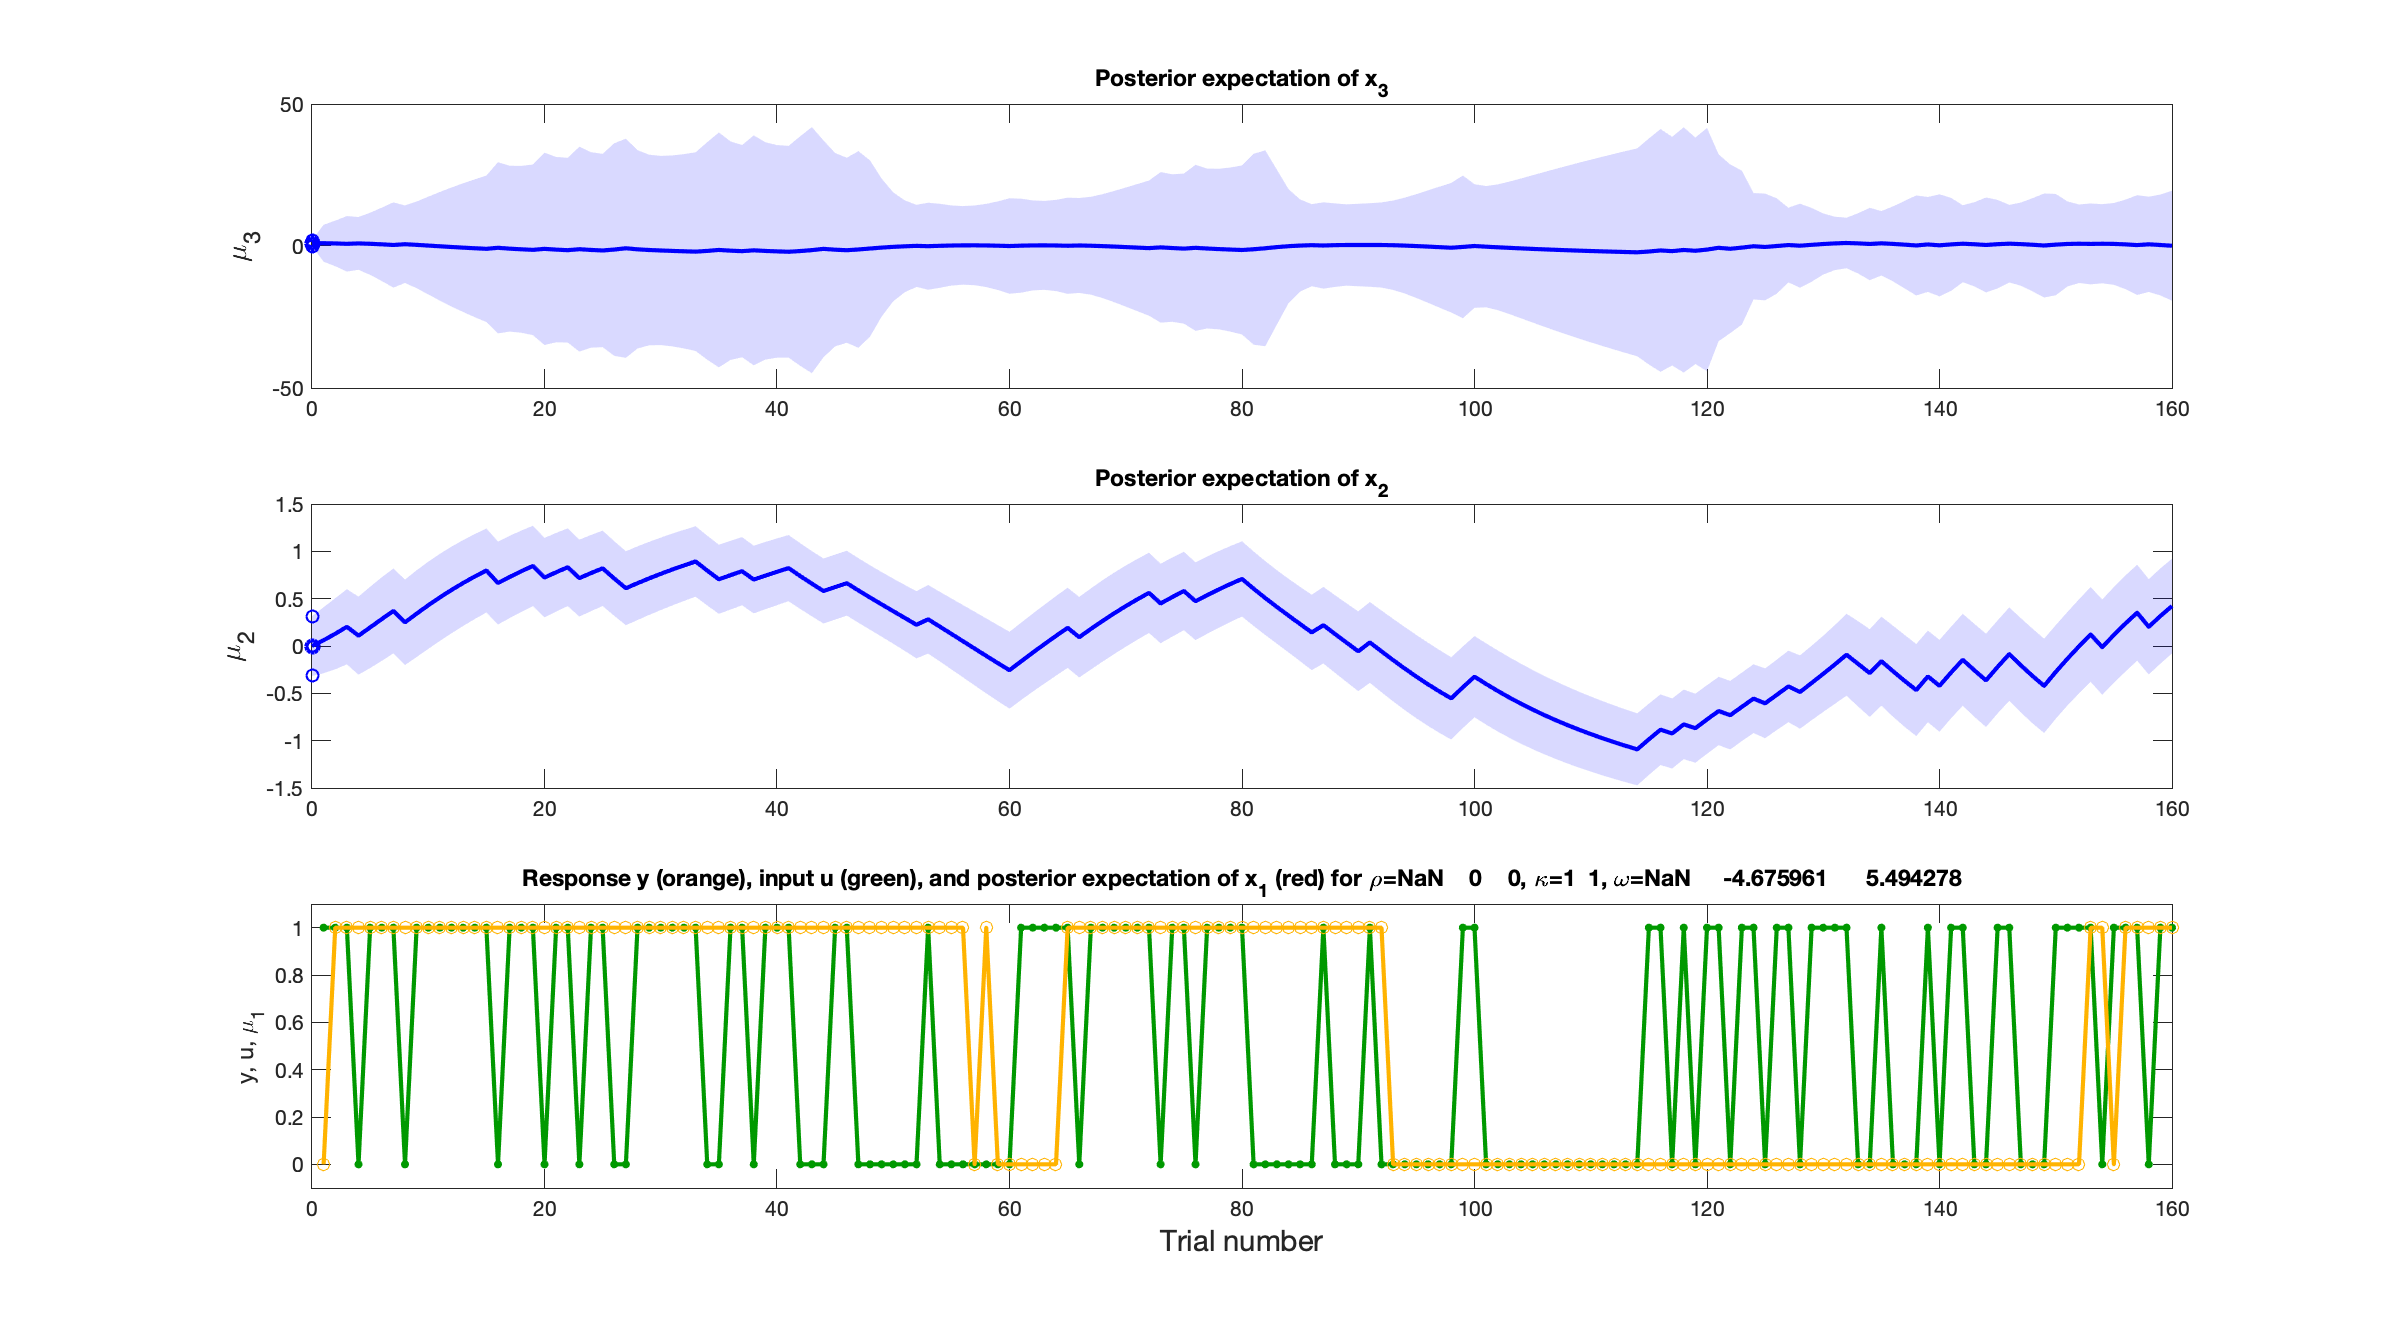 Posterior expectation of x3
50
0
-50
μ3
0 20 40 60 80 100 120 140 160
Posterior expectation of x2
1.5
1
0.5
0
-0.5
-1
-1.5
μ2
0 20 40 60 80 100 120 140 160
Response y (orange), input u (green), and posterior expectation of x1 (red) for ρ=NaN 0 0, κ=1 1, ω=NaN -4.675961 5.494278
1
0.8
0.6
0.4
0.2
0
y, u, μ1
0 20 40 60 80 100 120 140 160
Trial number